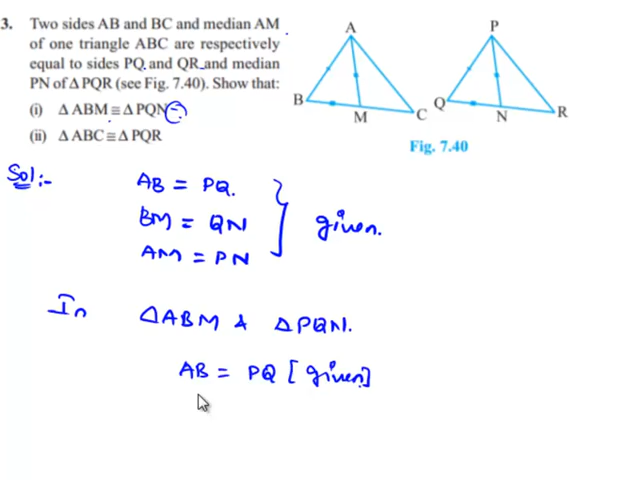 3. Two sides AB and BC and median AM
of one triangle ABC are respectively
equal to sides PQ and QR and median
PN of Δ PQR (see Fig. 7.40). Show that:
(i) Δ ABM ≅ Δ PQN
(ii) Δ ABC ≅ Δ PQR
A
B
M
C
P
Q
N
R
Fig. 7.40
Sol:-
AB = PQ.
BM = QN
AM = PN
} given.
In ΔABM & ΔPQN.
AB = PQ [given]